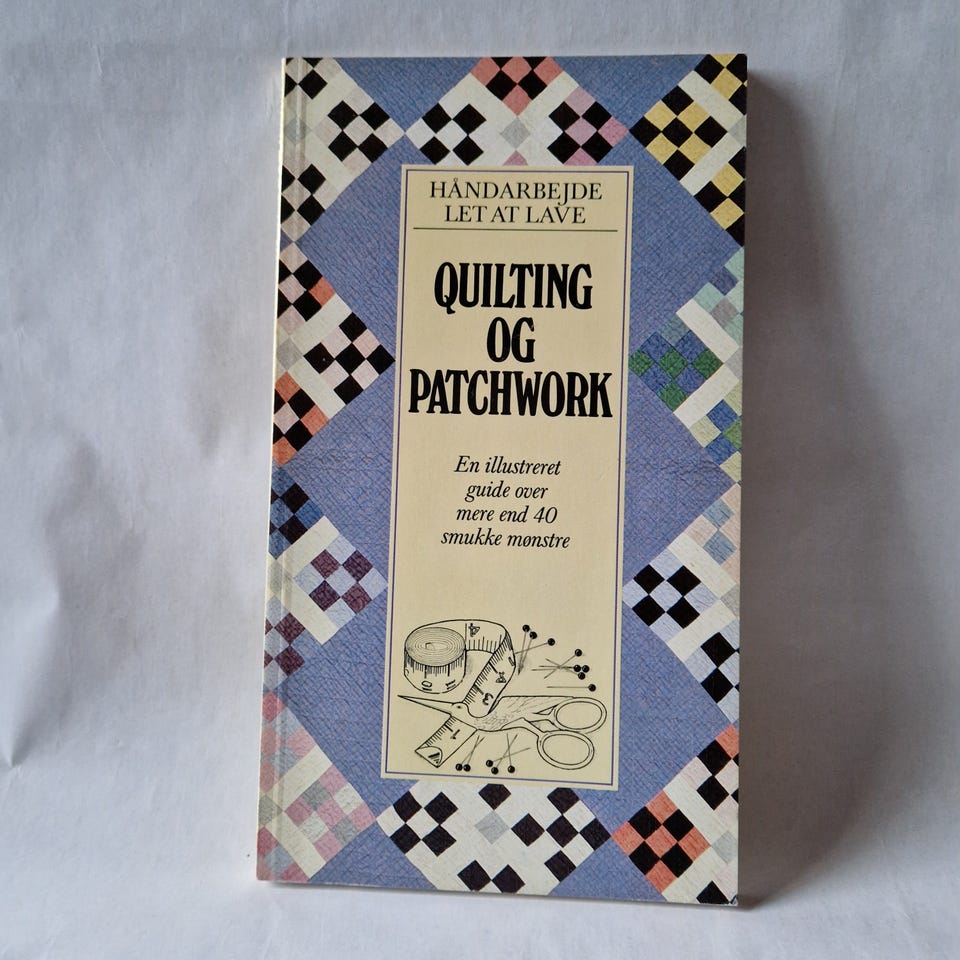 HÅNDARBEJDE
LET AT LAVE
QUILTING
OG
PATCHWORK
En illustreret
guide over
mere end 40
smukke mønstre